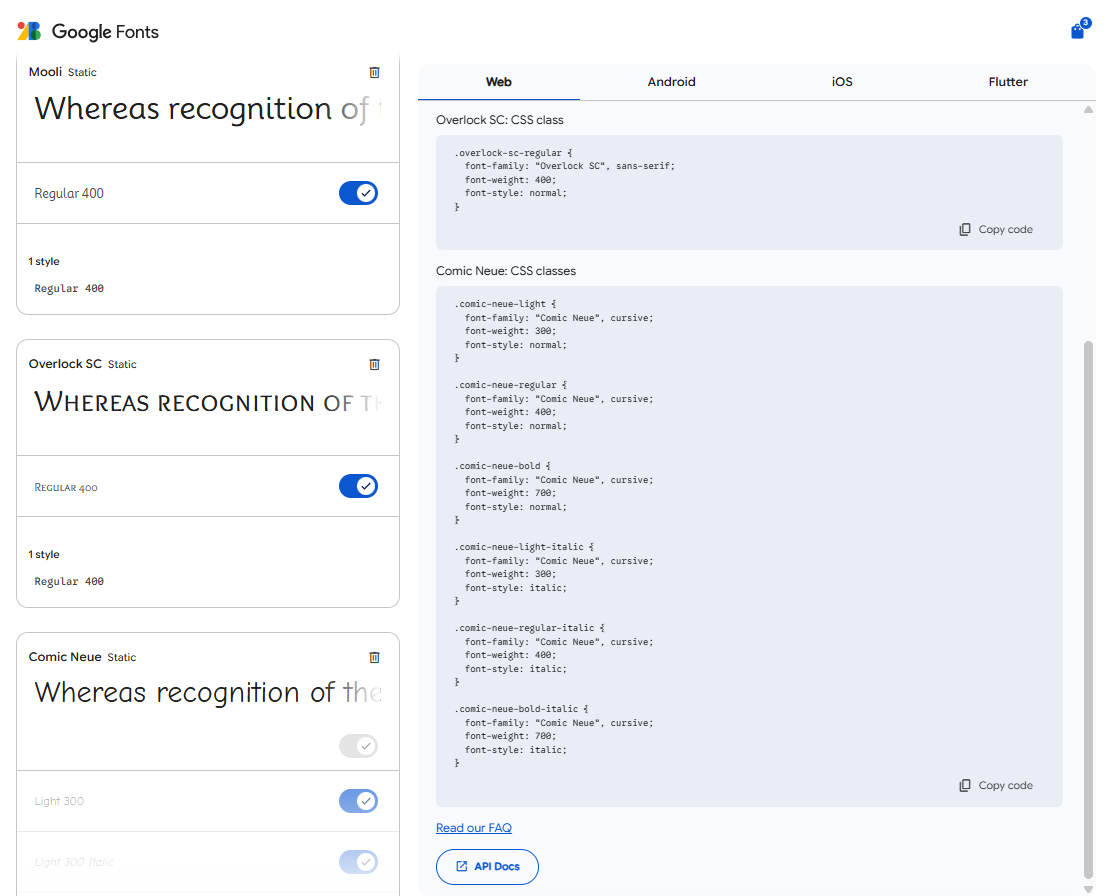 Google Fonts
3
Mooli Static
Whereas recognition of t
Regular 400
1 style
Regular 400
Overlock SC Static
Whereas recognition of th
Regular 400
1 style
Regular 400
Comic Neue Static
Whereas recognition of the
Light 300
Light 300 Italic
Web Android iOS Flutter
Overlock SC: CSS class
.overlock-sc-regular {
  font-family: "Overlock SC", sans-serif;
  font-weight: 400;
  font-style: normal;
}
Copy code
Comic Neue: CSS classes
.comic-neue-light {
  font-family: "Comic Neue", cursive;
  font-weight: 300;
  font-style: normal;
}
.comic-neue-regular {
  font-family: "Comic Neue", cursive;
  font-weight: 400;
  font-style: normal;
}
.comic-neue-bold {
  font-family: "Comic Neue", cursive;
  font-weight: 700;
  font-style: normal;
}
.comic-neue-light-italic {
  font-family: "Comic Neue", cursive;
  font-weight: 300;
  font-style: italic;
}
.comic-neue-regular-italic {
  font-family: "Comic Neue", cursive;
  font-weight: 400;
  font-style: italic;
}
.comic-neue-bold-italic {
  font-family: "Comic Neue", cursive;
  font-weight: 700;
  font-style: italic;
}
Copy code
Read our FAQ
API Docs